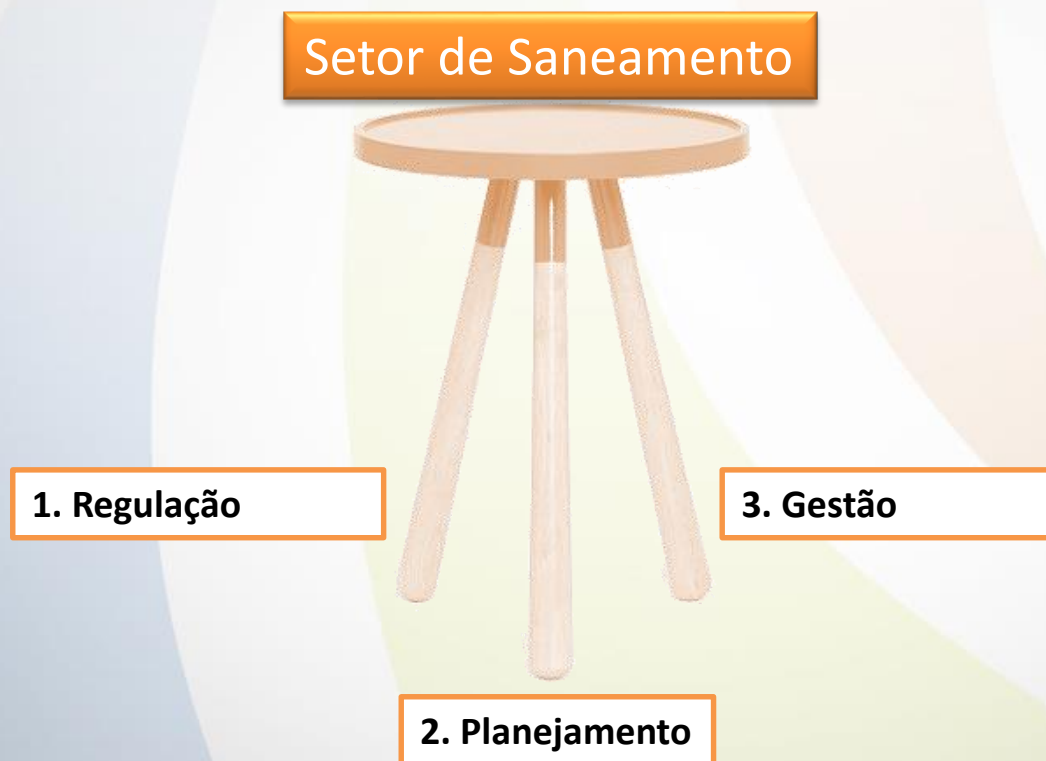 Setor de Saneamento
1. Regulação
3. Gestão
2. Planejamento